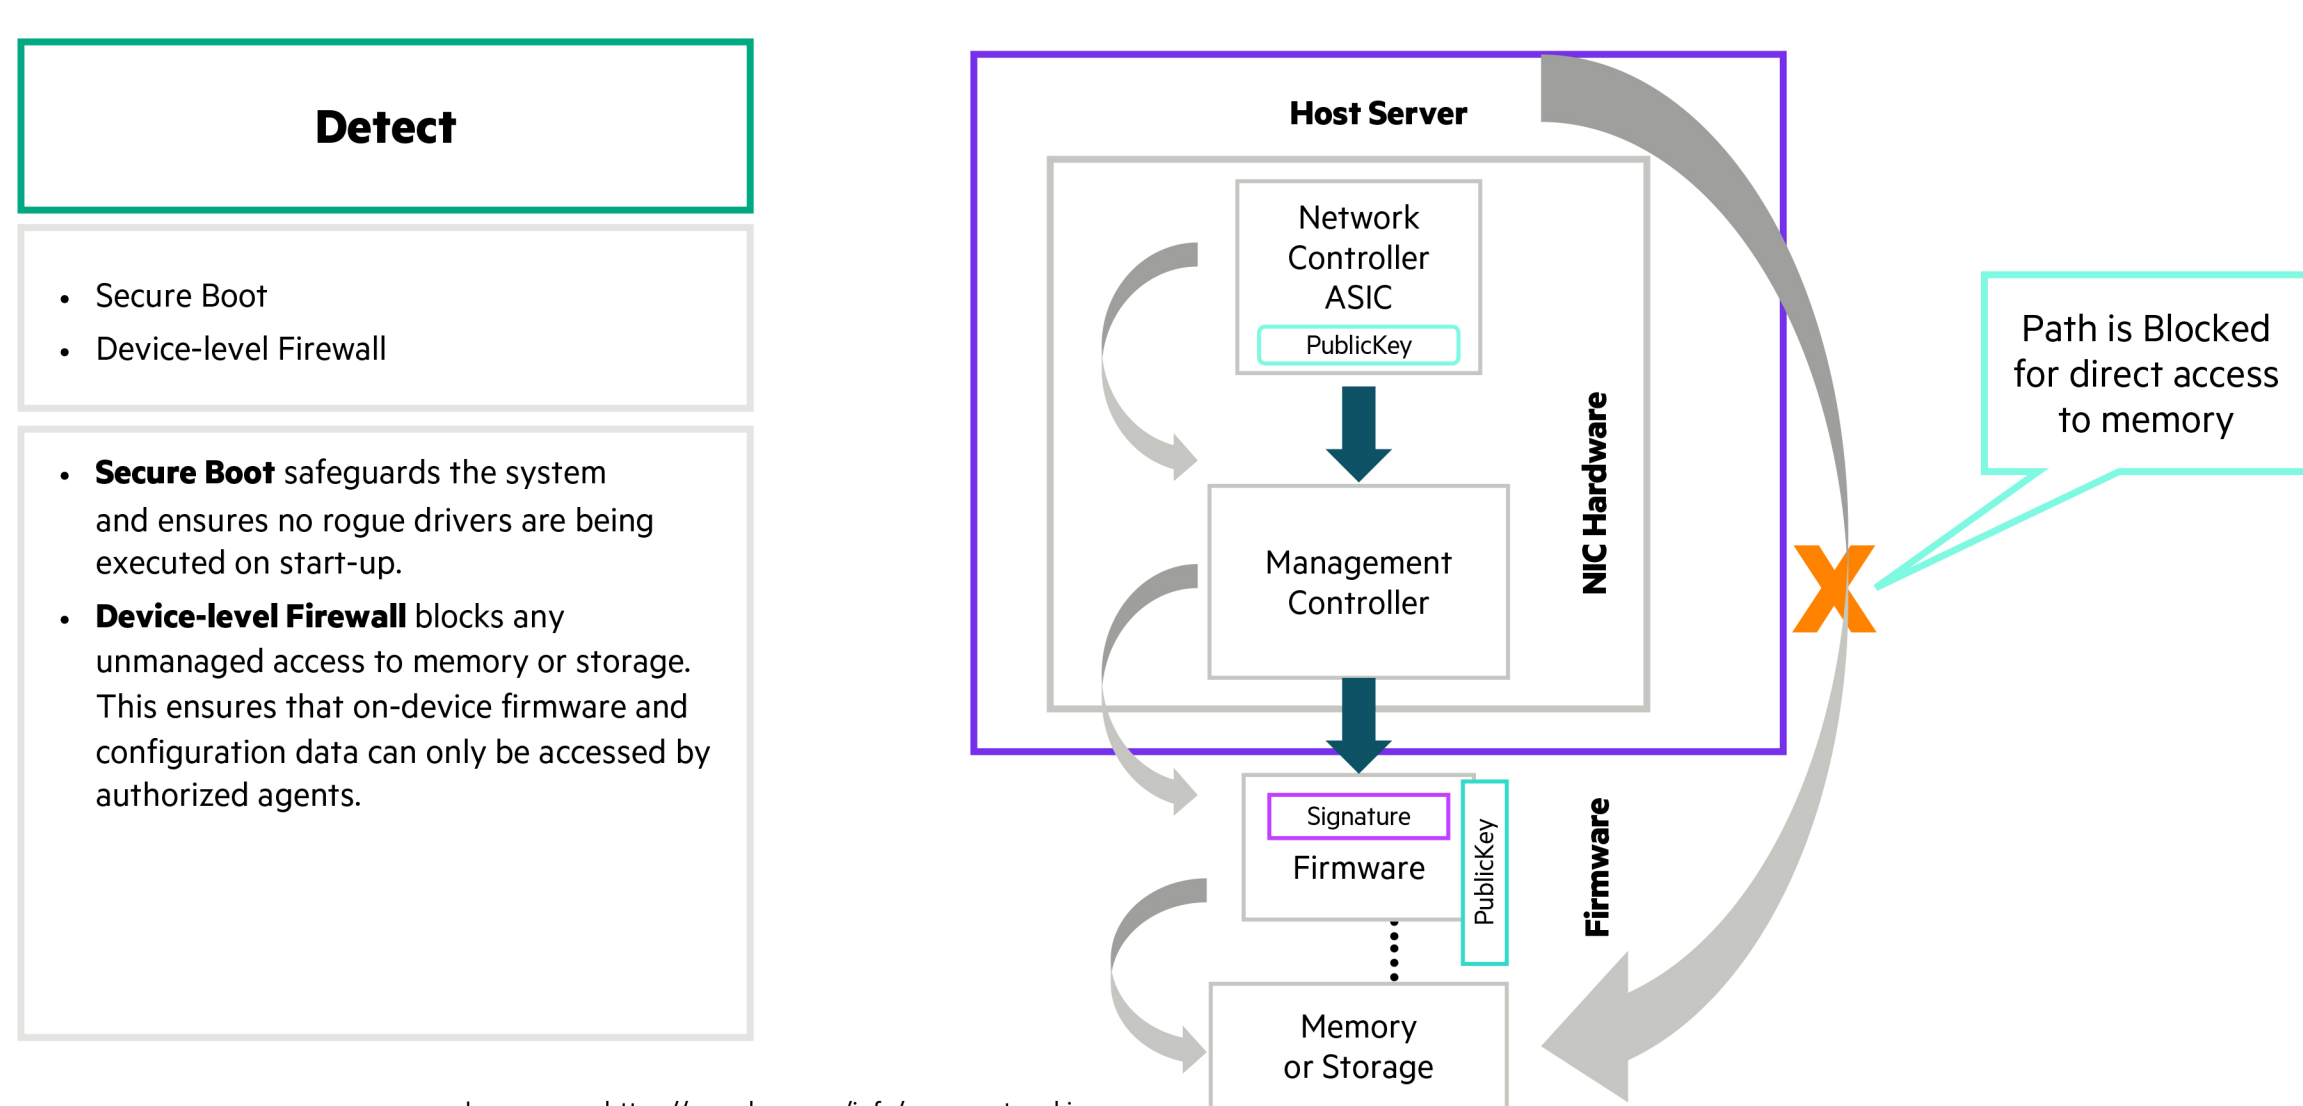 Detect
• Secure Boot
• Device-level Firewall
• Secure Boot safeguards the system
and ensures no rogue drivers are being
executed on start-up.
• Device-level Firewall blocks any
unmanaged access to memory or storage.
This ensures that on-device firmware and
configuration data can only be accessed by
authorized agents.
Host Server
Network
Controller
ASIC
PublicKey
Management
Controller
NIC Hardware
Signature
Firmware
PublicKey
Firmware
Memory
or Storage
X
Path is Blocked
for direct access
to memory